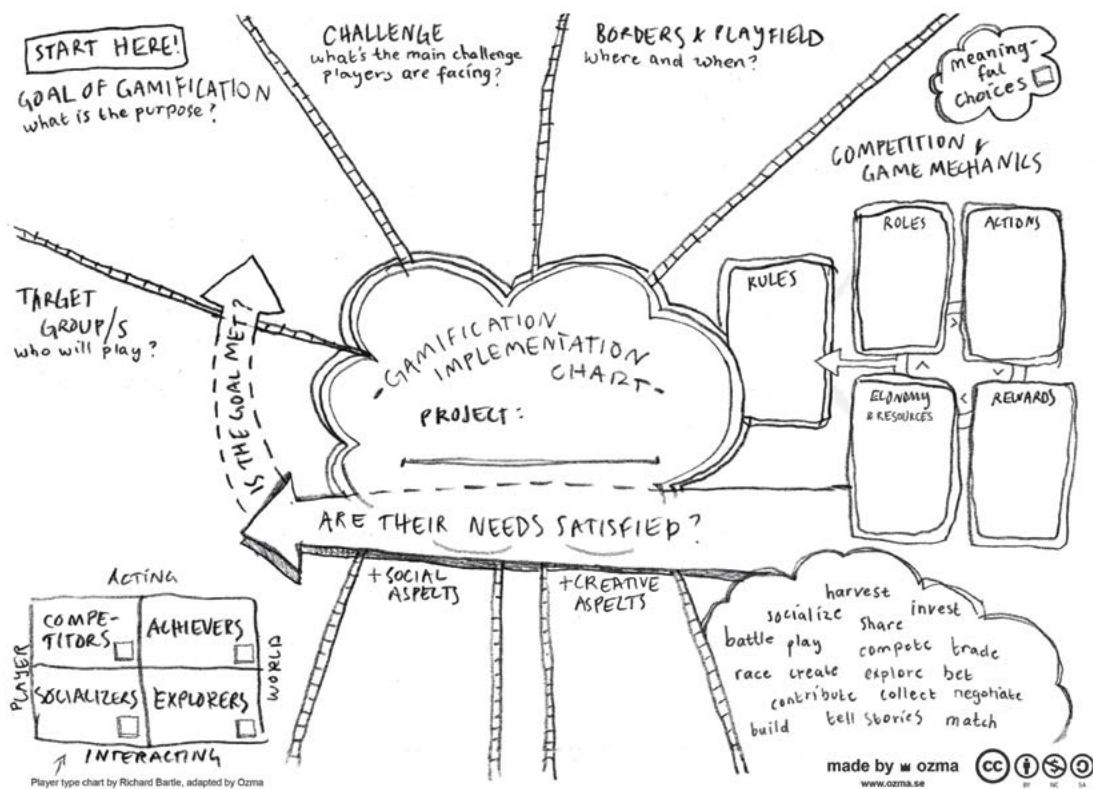 START HERE!
GOAL OF GAMIFICATION
what is the purpose?
CHALLENGE
what's the main challenge
players are facing?
BORDERS & PLAYFIELD
where and when?
meaning-
ful
choices
COMPETITION &
GAME MECHANICS
ROLES
ACTIONS
RULES
ECONOMY
& RESOURCES
REWARDS
TARGET
GROUP/S
who will play?
IS THE GOAL MET?
GAMIFICATION
IMPLEMENTATION
CHART
PROJECT:
ARE THEIR NEEDS SATISFIED?
+SOCIAL
ASPECTS
+CREATIVE
ASPECTS
ACTING
COMPE-
TITORS
ACHIEVERS
PLAYER
WORLD
SOCIALIZERS
EXPLORERS
INTERACTING
Player type chart by Richard Bartle, adapted by Ozma
harvest
socialize share invest
battle play compete trade
race create explore bet
contribute collect negotiate
build tell stories match
made by ozma
www.ozma.se
CC
BY NC SA